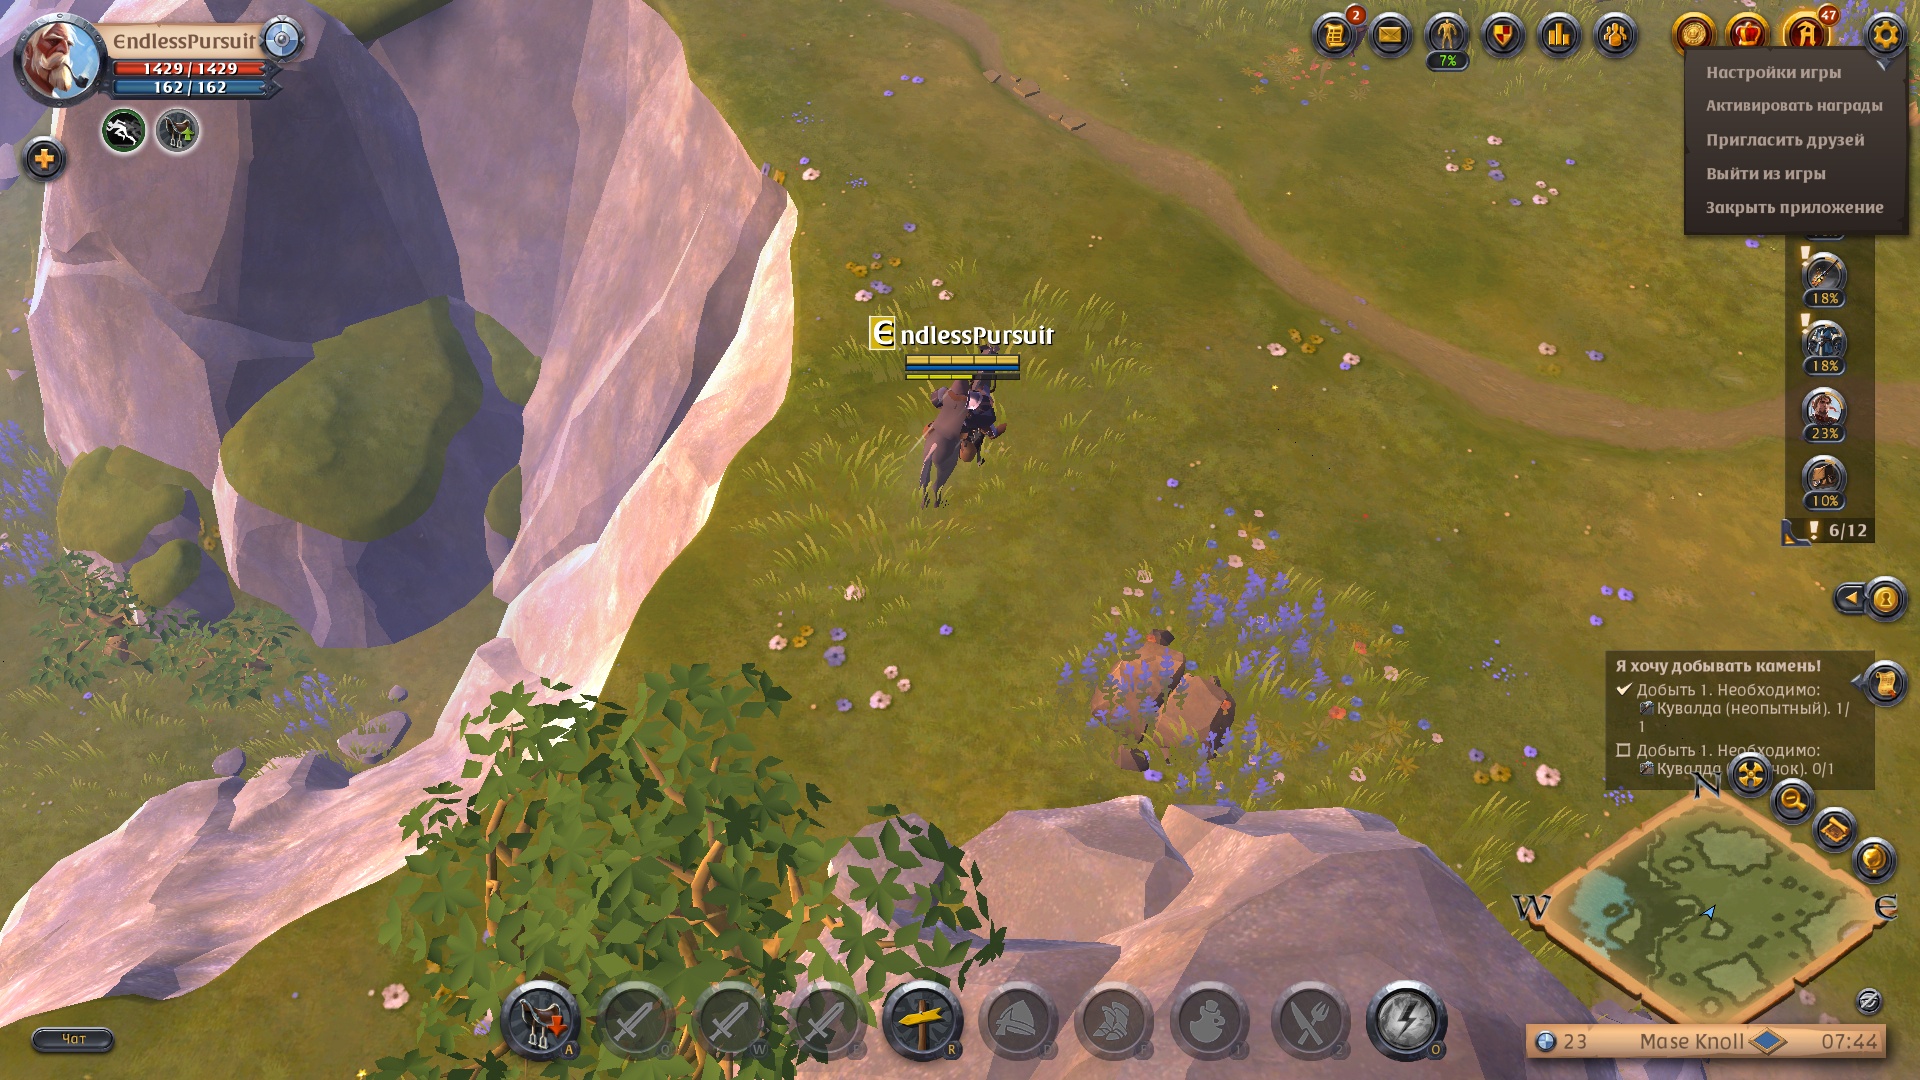 EndlessPursuit
1429 / 1429
162 / 162
2
7%
47
Настройки игры
Активировать награды
Пригласить друзей
Выйти из игры
Закрыть приложение
18%
18%
23%
10%
6/12
EndlessPursuit
Я хочу добывать камень!
Добыть 1. Необходимо:
Кувалда (неопытный). 1/
1
Добыть 1. Необходимо:
0/1
N
W
E
Чат
A
Q
W
E
R
D
F
1
2
O
23
Mase Knoll
07:44